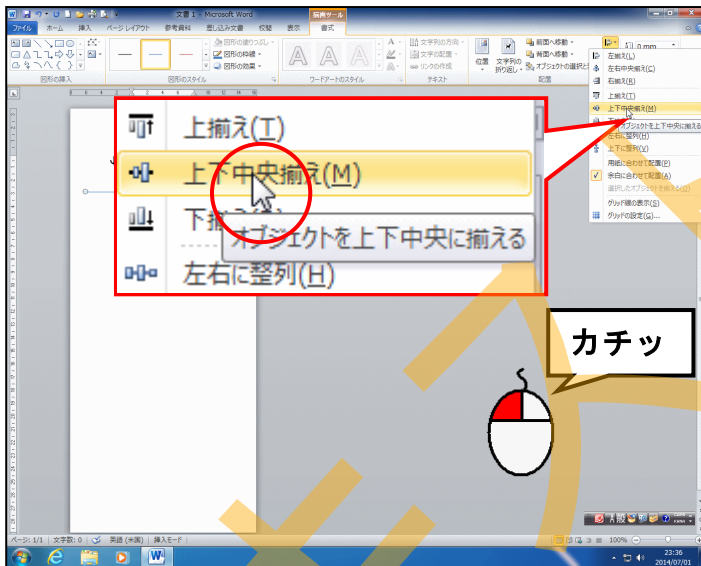 文書 1 - Microsoft Word
描画ツール
ファイル ホーム 挿入 ページ レイアウト 参考資料 差し込み文書 校閲 表示 書式
図形の塗りつぶし
図形の枠線
図形の効果
文字列の方向
文字の配置
リンクの作成
位置
文字列の
折り返し
前面へ移動
背面へ移動
オブジェクトの選択と
0 mm
図形の挿入 図形のスタイル ワードアートのスタイル テキスト 配置
左揃え(L)
左右中央揃え(C)
右揃え(R)
上揃え(T)
上下中央揃え(M)
オブジェクトを上下中央に揃える
左右に整列(H)
上下に整列(V)
用紙に合わせて配置(P)
余白に合わせて配置(A)
選択したオブジェクトを揃える(O)
グリッド線の表示(S)
グリッドの設定(G)...
上揃え(T)
上下中央揃え(M)
オブジェクトを上下中央に揃える
左右に整列(H)
カチッ
ページ: 1/1 文字数: 0 英語 (米国) 挿入モード
100%
A 般
KANA
23:36
2014/07/01